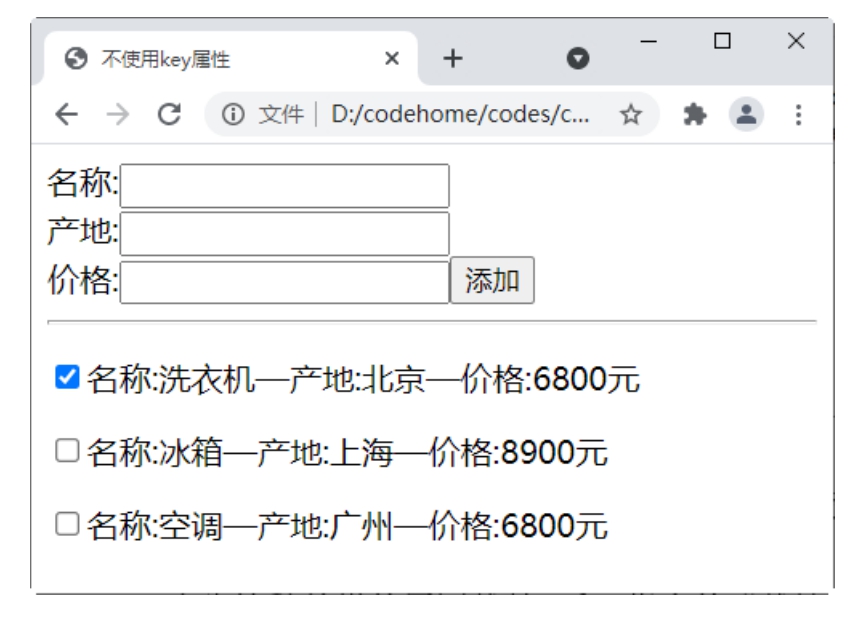 不使用key属性
文件 D:/codehome/codes/c...
名称:
产地:
价格: 添加
名称:洗衣机—产地:北京—价格:6800元
名称:冰箱—产地:上海—价格:8900元
名称:空调—产地:广州—价格:6800元